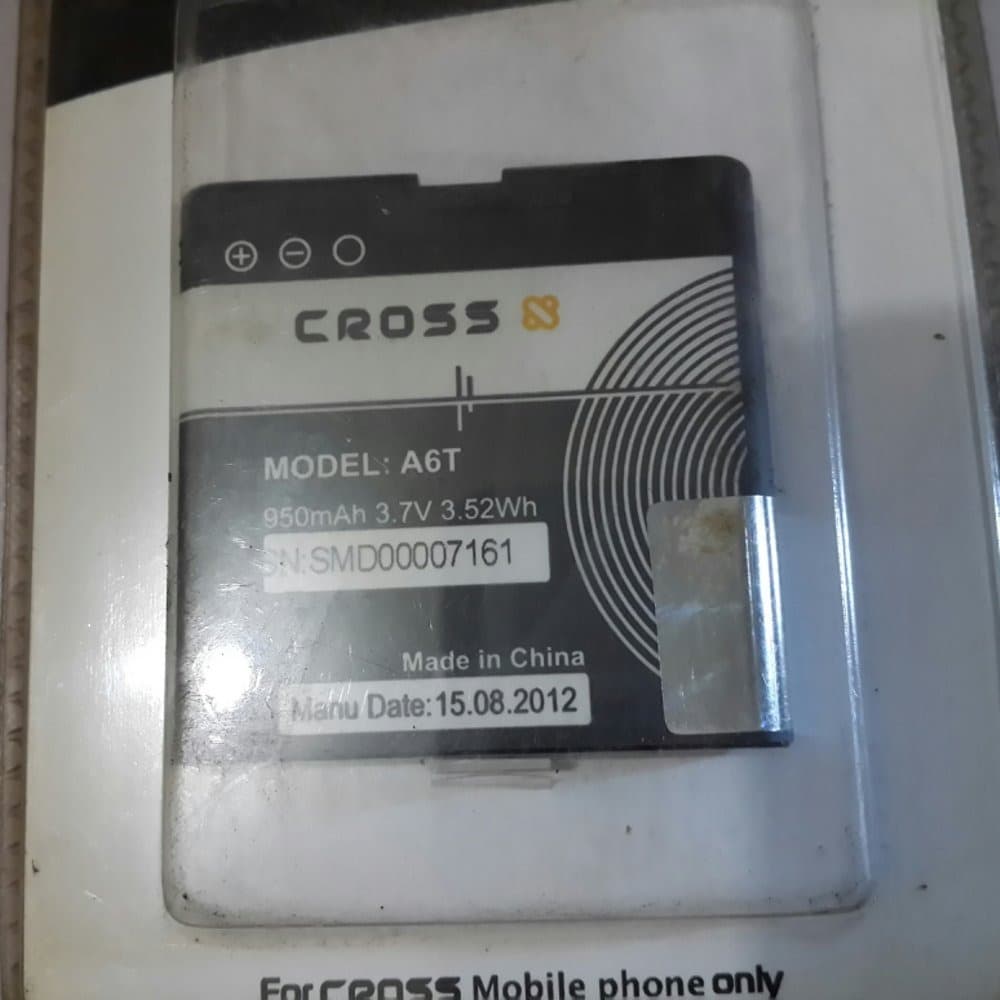 CROSS
MODEL: A6T
950mAh 3.7V 3.52Wh
SN:SMD00007161
Made in China
Manu Date:15.08.2012
For CROSS Mobile phone only